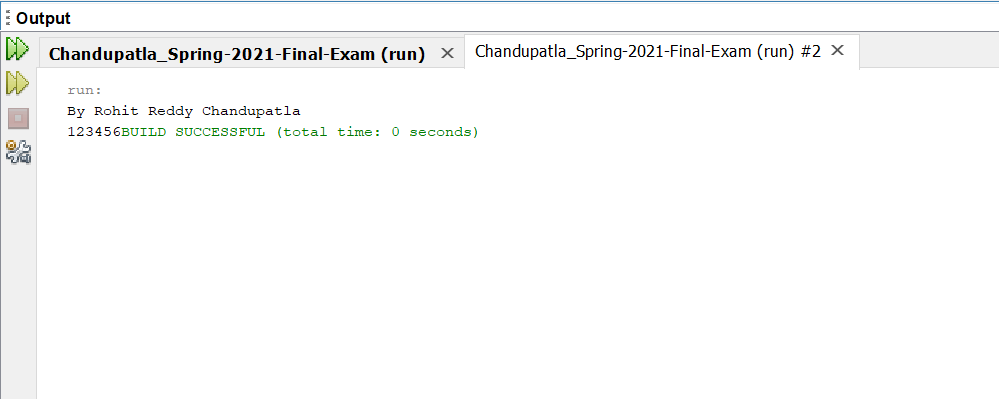 Output
Chandupatla_Spring-2021-Final-Exam (run)
Chandupatla_Spring-2021-Final-Exam (run) #2
run:
By Rohit Reddy Chandupatla
123456BUILD SUCCESSFUL (total time: 0 seconds)